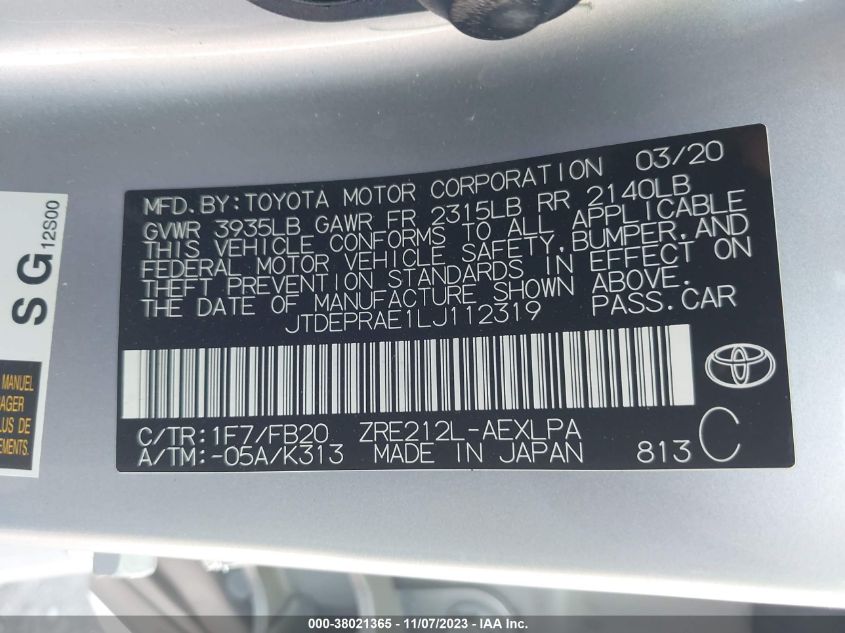 MFD. BY: TOYOTA MOTOR CORPORATION 03/20
GVWR 3935LB GAWR FR 2315LB RR 2140LB
THIS VEHICLE CONFORMS TO ALL APPLICABLE
FEDERAL MOTOR VEHICLE SAFETY, BUMPER, AND
THEFT PREVENTION STANDARDS IN EFFECT ON
THE DATE OF MANUFACTURE SHOWN ABOVE.
JTDEPRAE1LJ112319 PASS.CAR
C/TR: 1F7/FB20 ZRE212L-AEXLPA
A/TM: -05A/K313 MADE IN JAPAN 813 C
SG 12S00
MANUEL
LUS DE
000-38021365 - 11/07/2023 - IAA Inc.